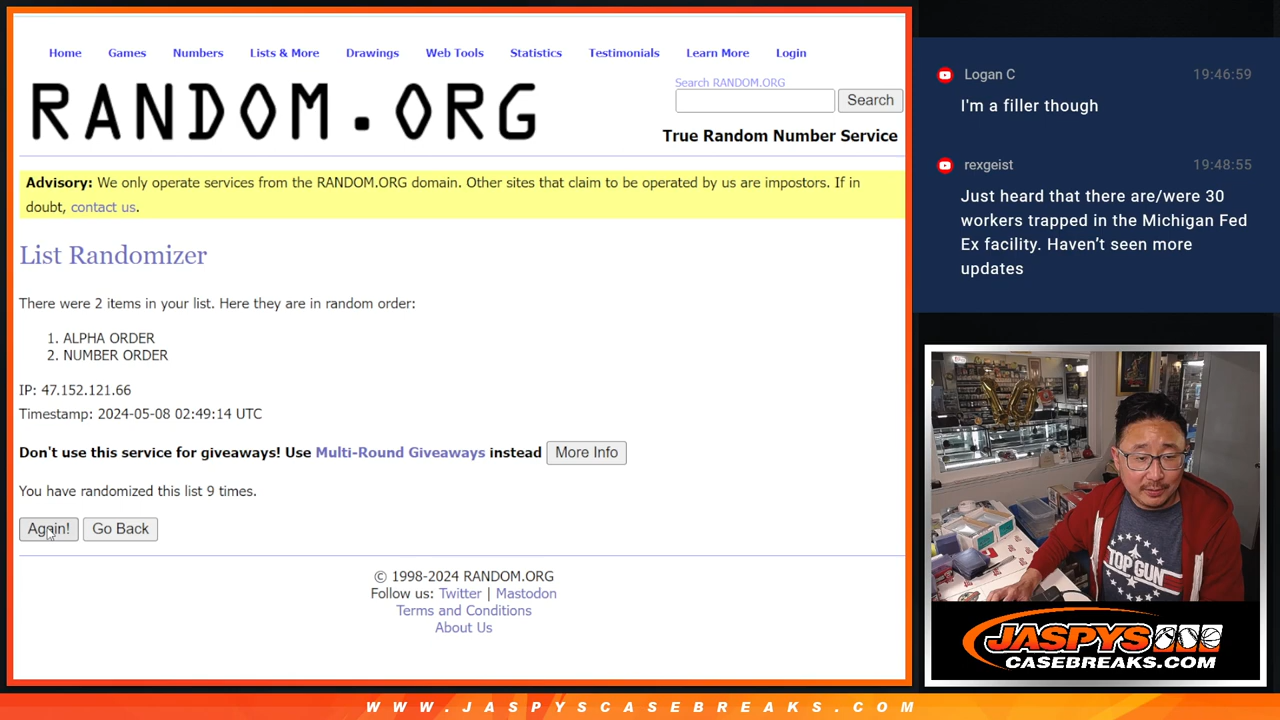 Home Games Numbers Lists & More Drawings Web Tools Statistics Testimonials Learn More Login
RANDOM.ORG
Search RANDOM.ORG
Search
True Random Number Service
Advisory: We only operate services from the RANDOM.ORG domain. Other sites that claim to be operated by us are impostors. If in
doubt, contact us.
List Randomizer
There were 2 items in your list. Here they are in random order:
1. ALPHA ORDER
2. NUMBER ORDER
IP: 47.152.121.66
Timestamp: 2024-05-08 02:49:14 UTC
Don't use this service for giveaways! Use Multi-Round Giveaways instead More Info
You have randomized this list 9 times.
Again! Go Back
© 1998-2024 RANDOM.ORG
Follow us: Twitter | Mastodon
Terms and Conditions
About Us
Logan C 19:46:59
I'm a filler though
rexgeist 19:48:55
Just heard that there are/were 30
workers trapped in the Michigan Fed
Ex facility. Haven't seen more
updates
10
TOP GUN
JASPYS
CASEBREAKS.COM
WWW.JASPYSCASEBREAKS.COM